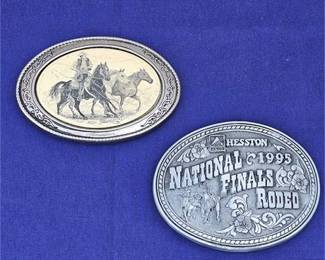 HESSTON
1995
NATIONAL
FINALS
RODEO